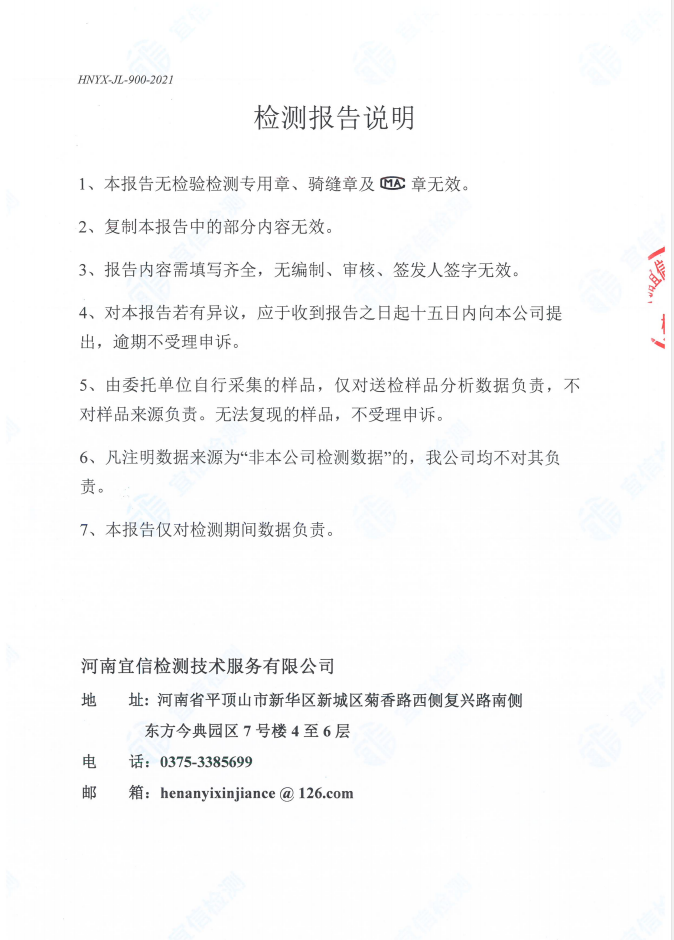 HNYX-JL-900-2021
检测报告说明
1、本报告无检验检测专用章、骑缝章及 MA 章无效。
2、复制本报告中的部分内容无效。
3、报告内容需填写齐全，无编制、审核、签发人签字无效。
4、对本报告若有异议，应于收到报告之日起十五日内向本公司提
出，逾期不受理申诉。
5、由委托单位自行采集的样品，仅对送检样品分析数据负责，不
对样品来源负责。无法复现的样品，不受理申诉。
6、凡注明数据来源为“非本公司检测数据”的，我公司均不对其负
责。
7、本报告仅对检测期间数据负责。
河南宜信检测技术服务有限公司
地 址：河南省平顶山市新华区新城区菊香路西侧复兴路南侧
东方今典园区 7 号楼 4 至 6 层
电 话：0375-3385699
邮 箱：henanyixinjiance @ 126.com
宜信检测